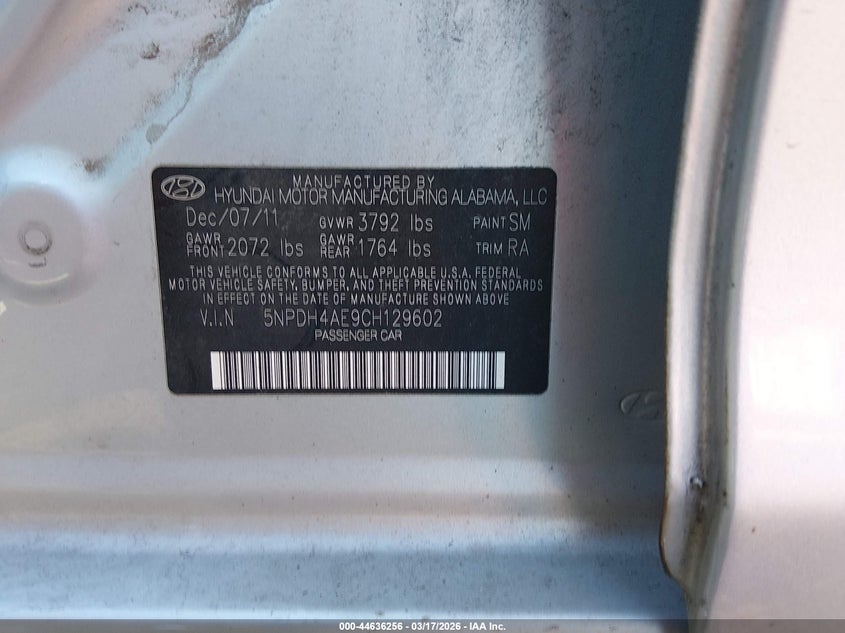 MANUFACTURED BY
HYUNDAI MOTOR MANUFACTURING ALABAMA, LLC
Dec/07/11 GVWR 3792 lbs PAINT SM
GAWR FRONT 2072 lbs GAWR REAR 1764 lbs TRIM RA
THIS VEHICLE CONFORMS TO ALL APPLICABLE U.S.A. FEDERAL
MOTOR VEHICLE SAFETY, BUMPER, AND THEFT PREVENTION STANDARDS
IN EFFECT ON THE DATE OF MANUFACTURE SHOWN ABOVE
V.I.N 5NPDH4AE9CH129602
PASSENGER CAR
000-44636256 - 03/17/2026 - IAA Inc.